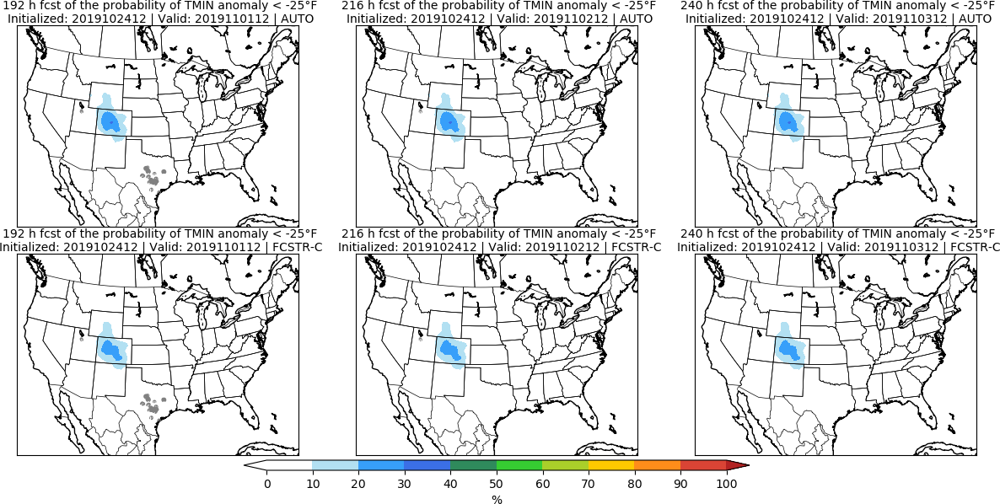 192 h fcst of the probability of TMIN anomaly < -25°F
Initialized: 2019102412 | Valid: 2019110112 | AUTO
216 h fcst of the probability of TMIN anomaly < -25°F
Initialized: 2019102412 | Valid: 2019110212 | AUTO
240 h fcst of the probability of TMIN anomaly < -25°F
Initialized: 2019102412 | Valid: 2019110312 | AUTO
192 h fcst of the probability of TMIN anomaly < -25°F
Initialized: 2019102412 | Valid: 2019110112 | FCSTR-C
216 h fcst of the probability of TMIN anomaly < -25°F
Initialized: 2019102412 | Valid: 2019110212 | FCSTR-C
240 h fcst of the probability of TMIN anomaly < -25°F
Initialized: 2019102412 | Valid: 2019110312 | FCSTR-C
0 10 20 30 40 50 60 70 80 90 100
%